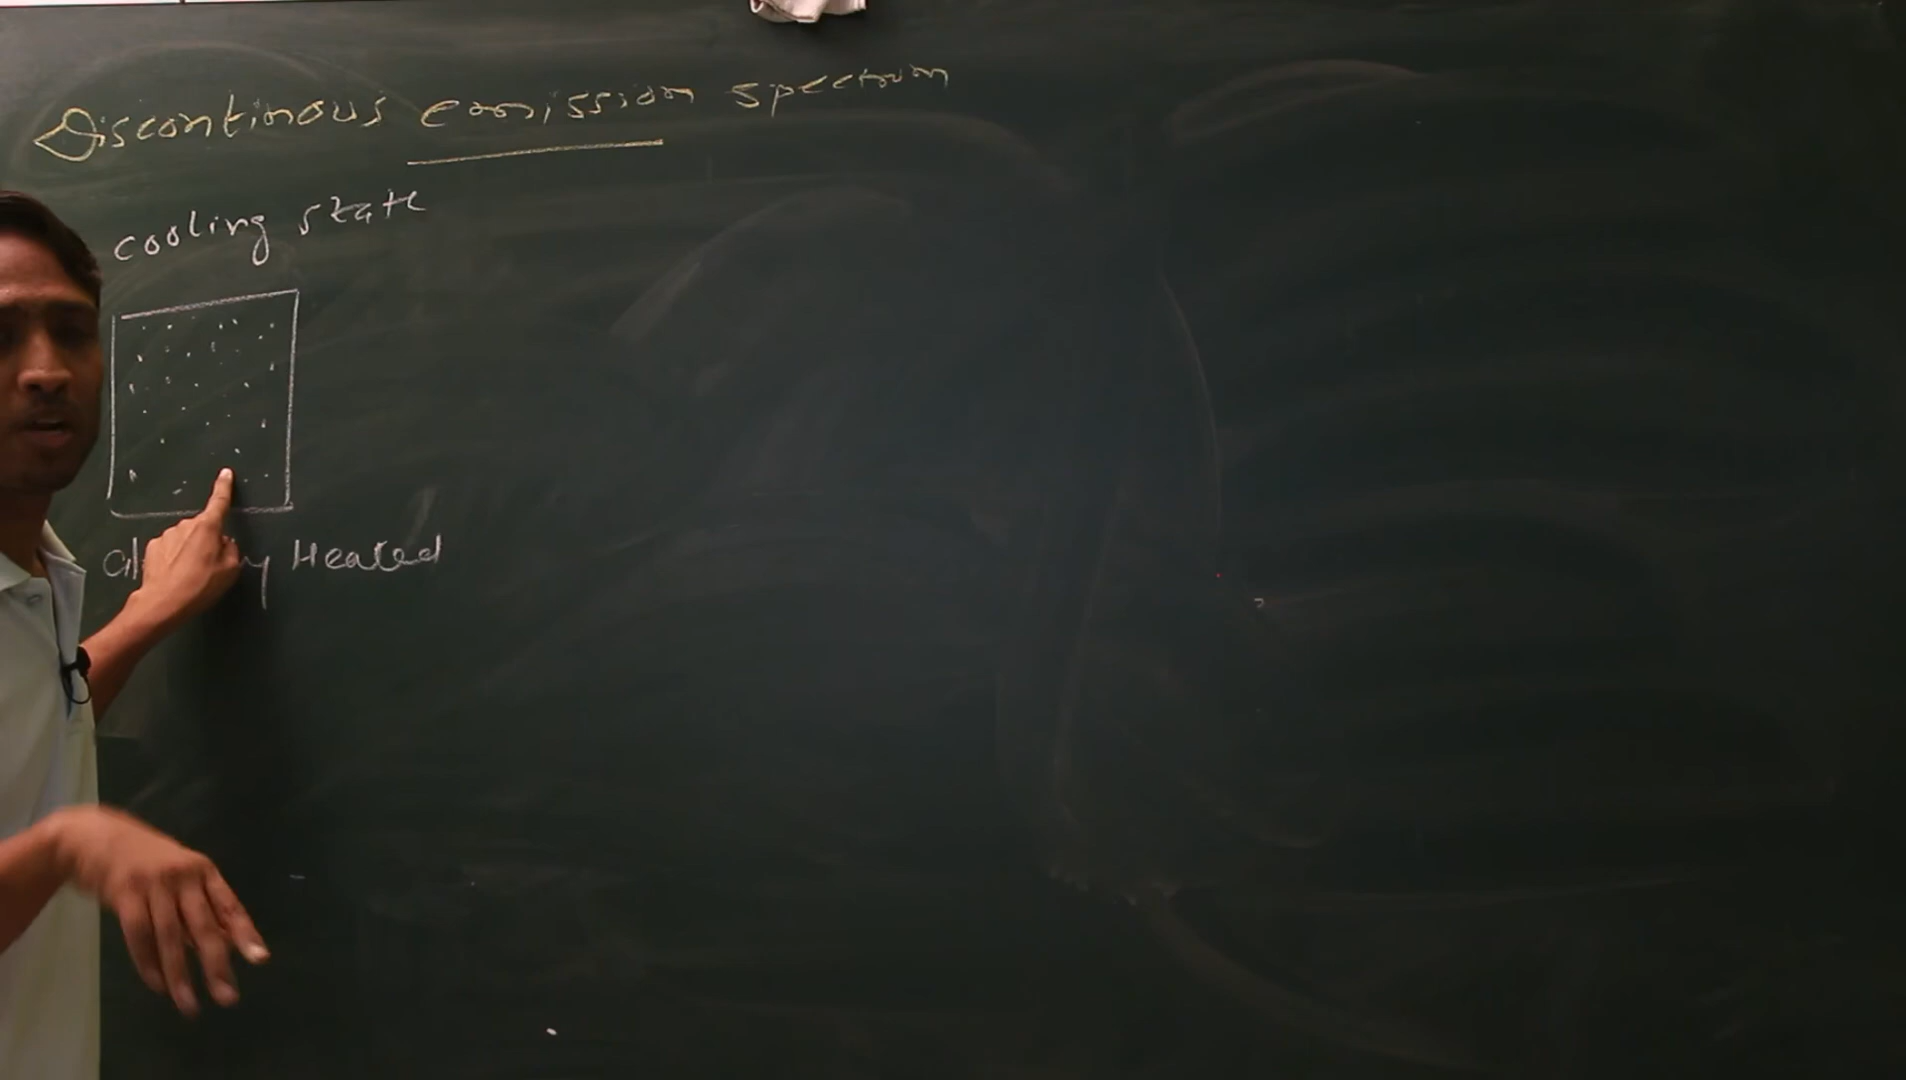 Discontinous emission spectrum
cooling state
Heated